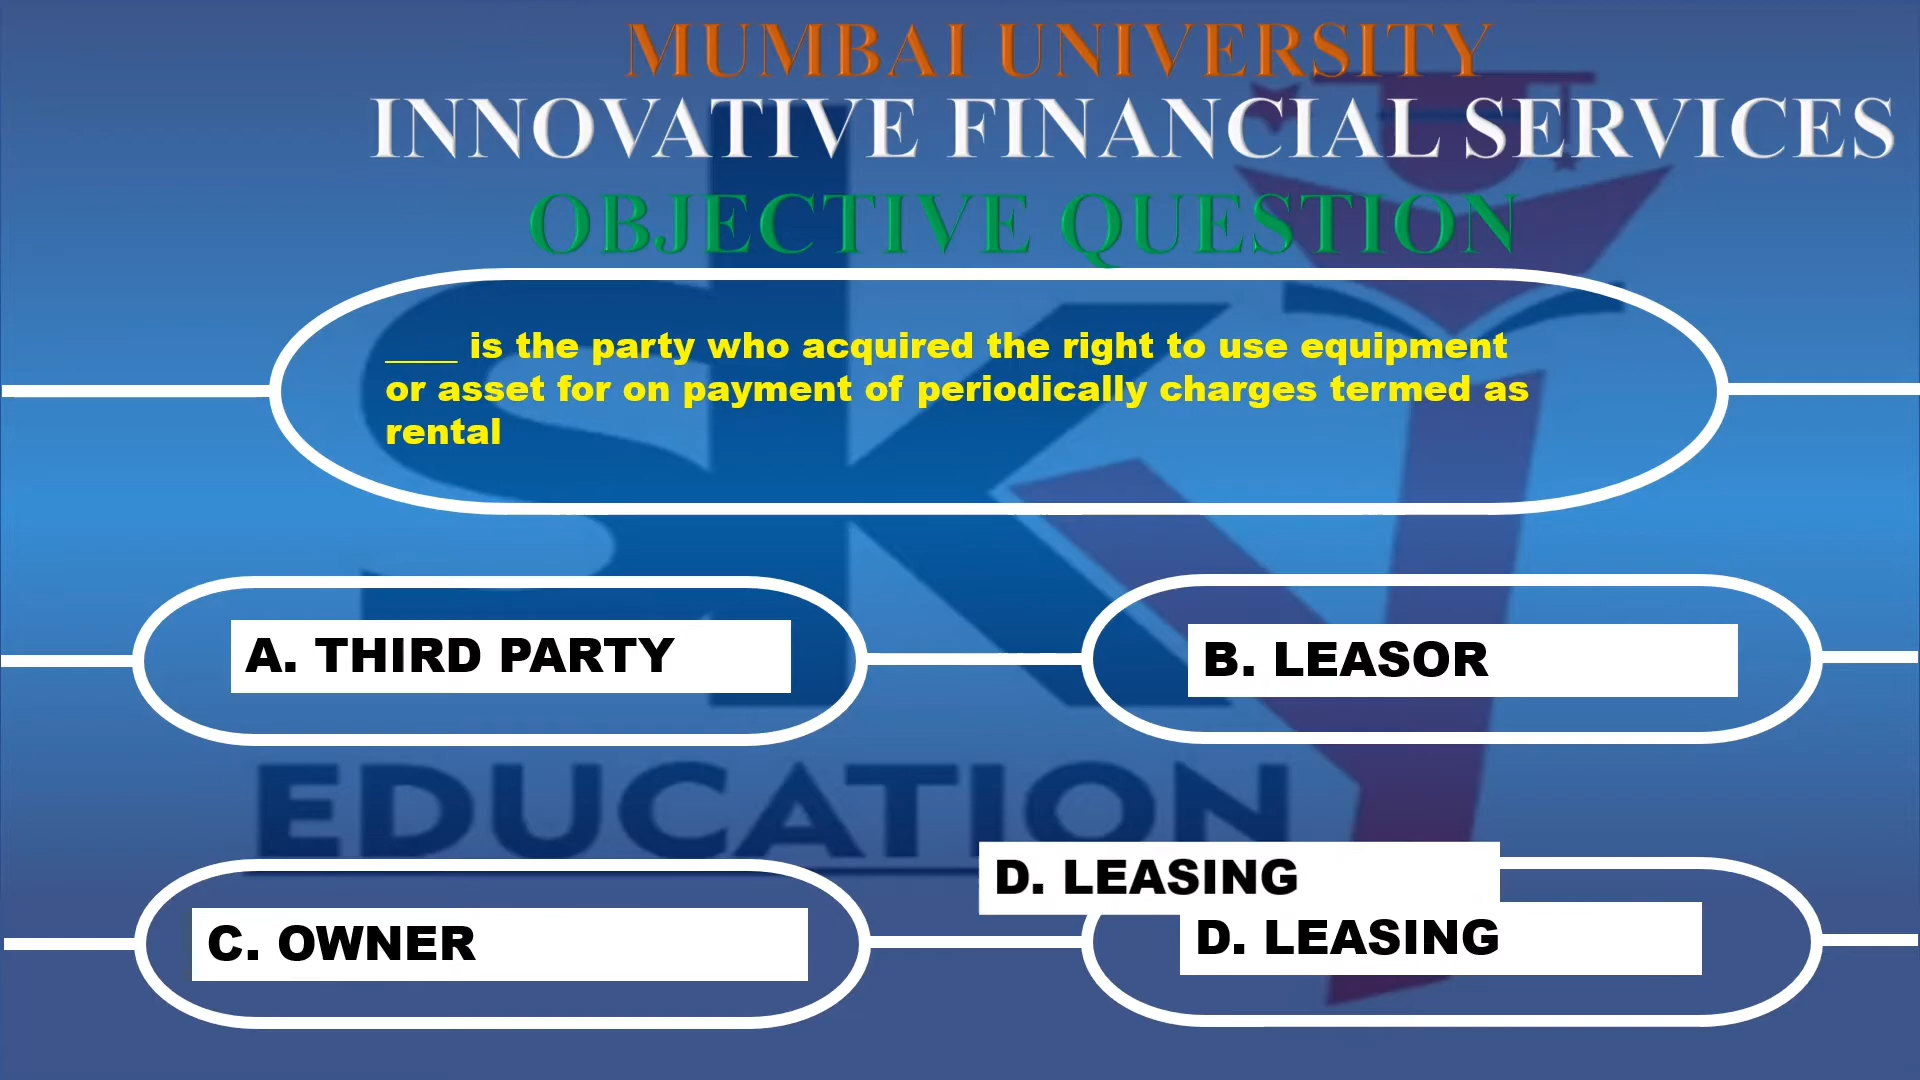 MUMBAI UNIVERSITY
INNOVATIVE FINANCIAL SERVICES
OBJECTIVE QUESTION
____ is the party who acquired the right to use equipment
or asset for on payment of periodically charges termed as
rental
A. THIRD PARTY
B. LEASOR
C. OWNER
D. LEASING
D. LEASING
SK
EDUCATION